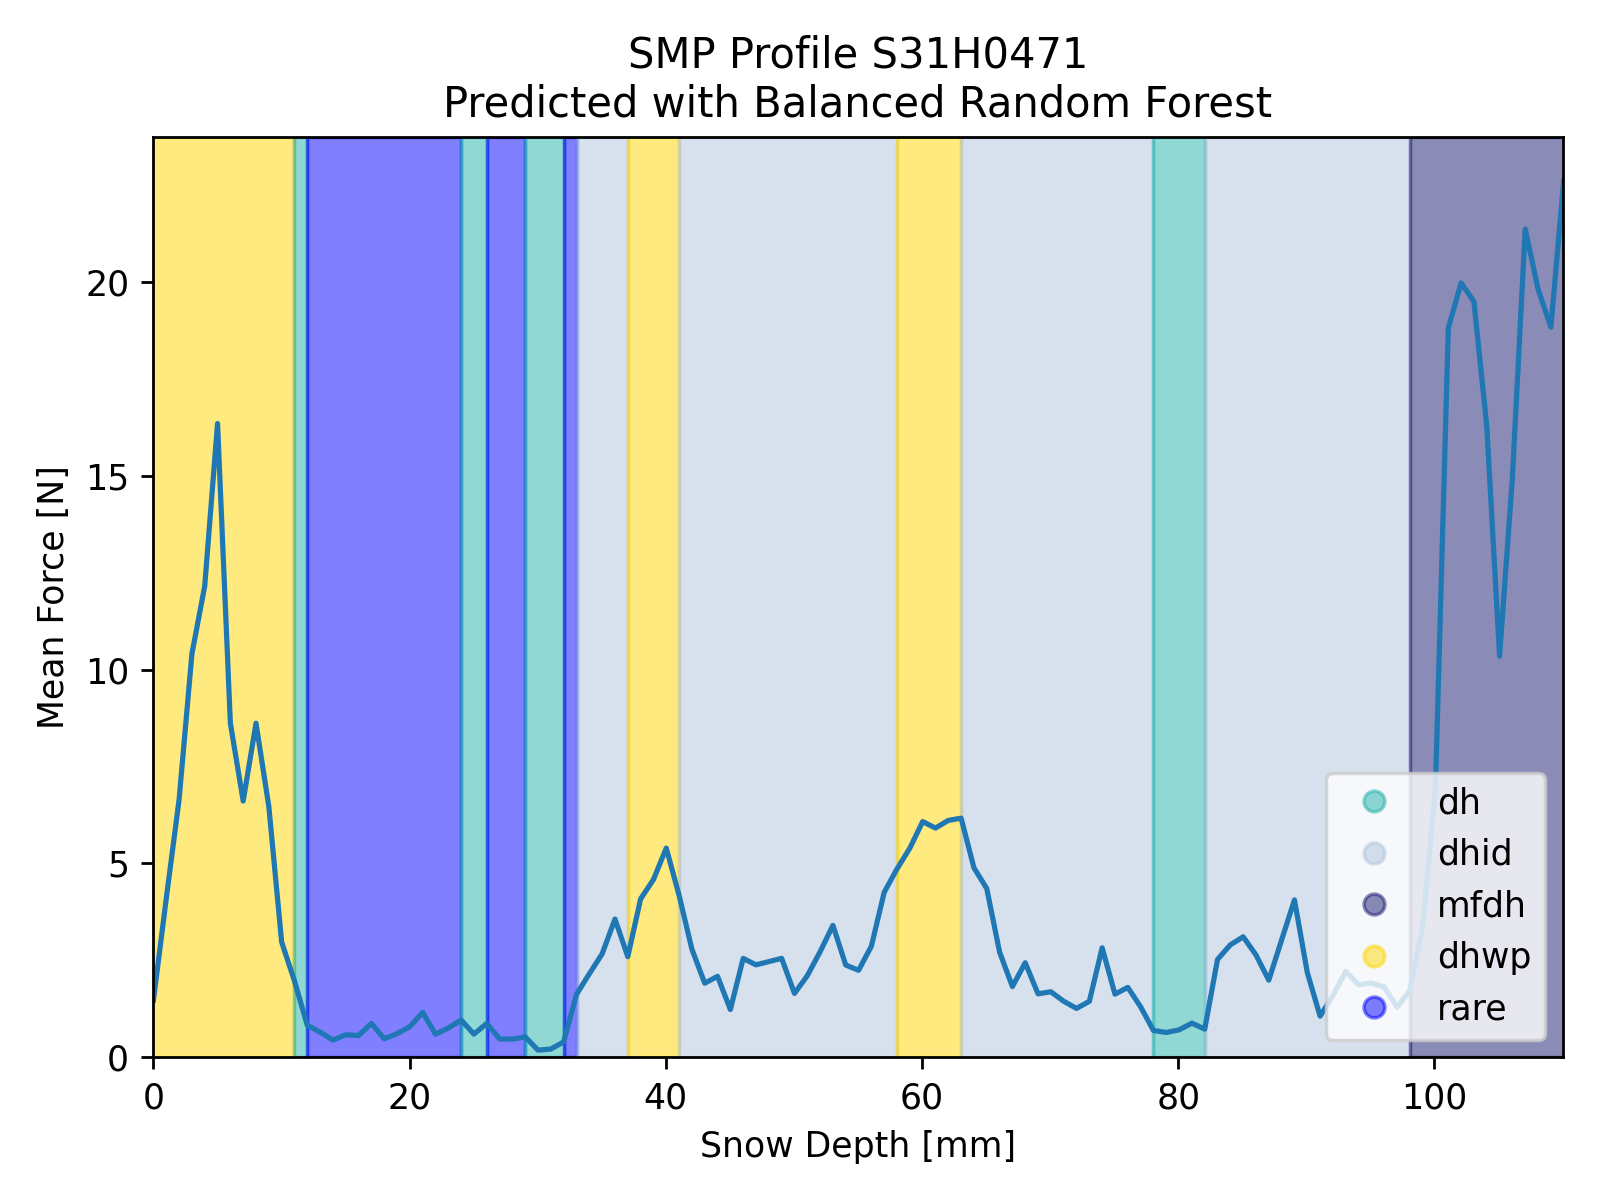 SMP Profile S31H0471
Predicted with Balanced Random Forest
Mean Force [N]
20
15
10
5
0
0 20 40 60 80 100
Snow Depth [mm]
dh
dhid
mfdh
dhwp
rare